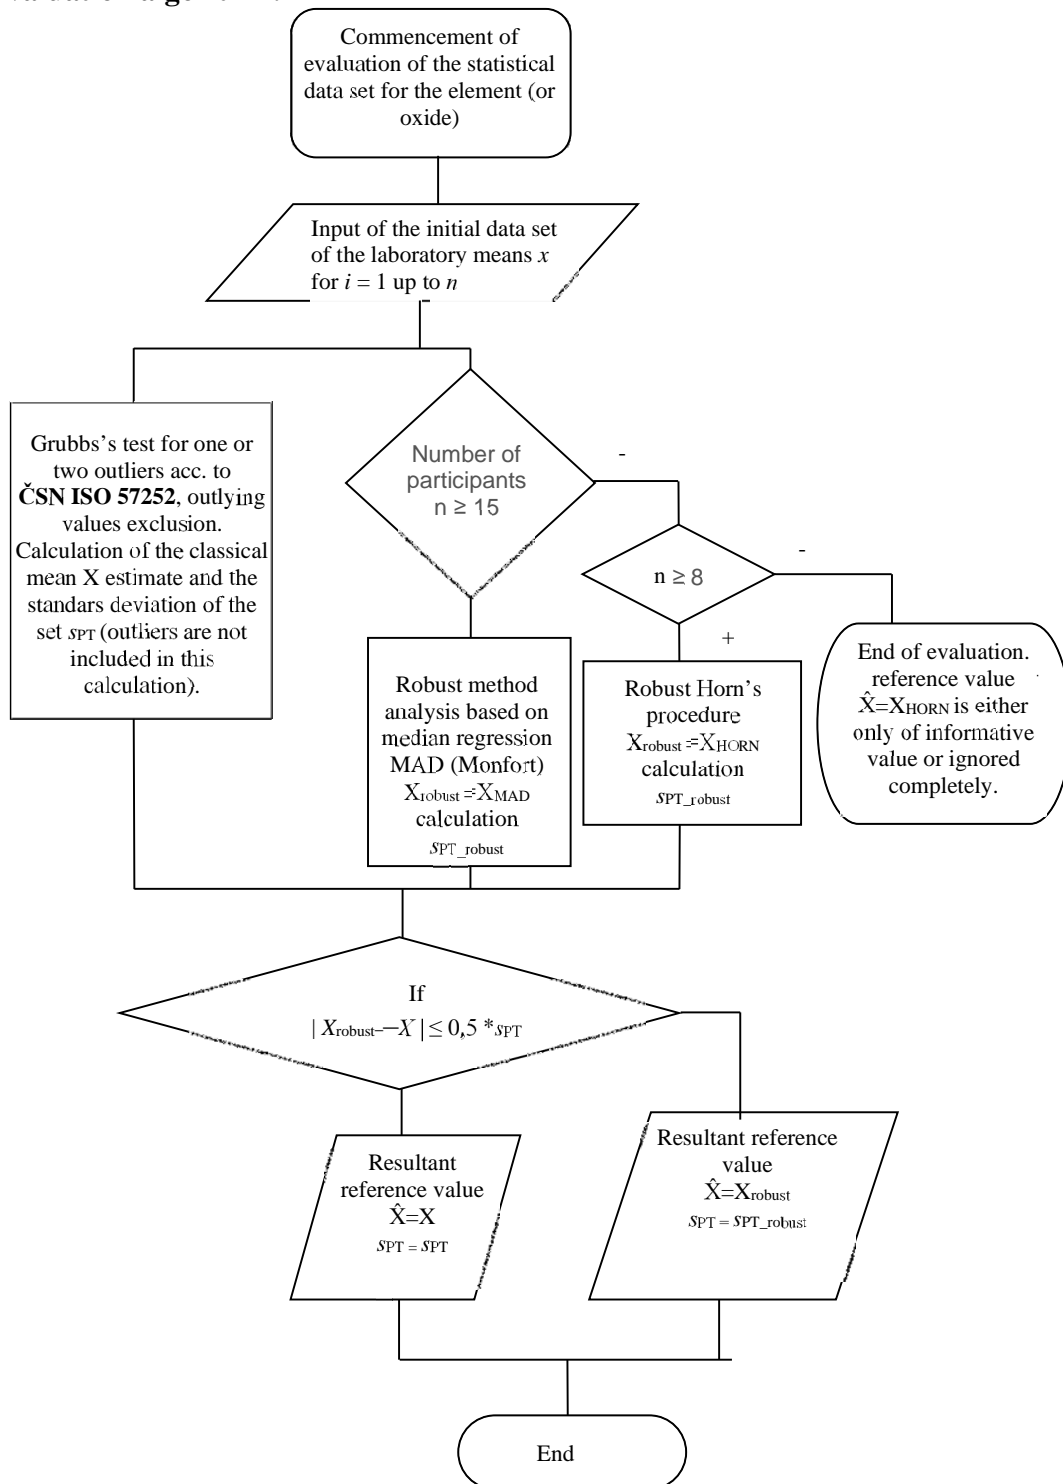 Commencement of
evaluation of the statistical
data set for the element (or
oxide)
Input of the initial data set
of the laboratory means x
for i = 1 up to n
Grubbs's test for one or
two outliers acc. to
ČSN ISO 57252, outlying
values exclusion.
Calculation of the classical
mean X estimate and the
standars deviation of the
set sPT (outliers are not
included in this
calculation).
Number of
participants
n ≥ 15
-
n ≥ 8
-
+
Robust method
analysis based on
median regression
MAD (Monfort)
Xrobust =XMAD
calculation
sPT_robust
Robust Horn's
procedure
Xrobust =XHORN
calculation
sPT_robust
End of evaluation.
reference value
X̂=XHORN is either
only of informative
value or ignored
completely.
If
| Xrobust–X | ≤ 0,5 *sPT
Resultant
reference value
X̂=X
sPT = sPT
Resultant reference
value
X̂=Xrobust
sPT = sPT_robust
End